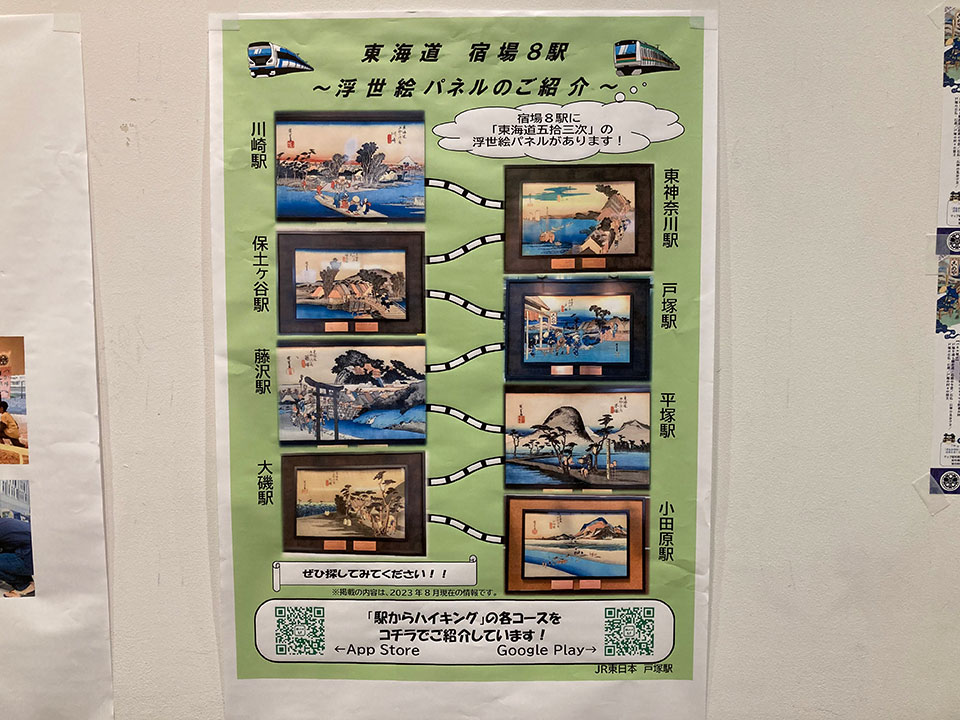 東海道 宿場8駅
～浮世絵パネルのご紹介～
宿場8駅に
「東海道五拾三次」の
浮世絵パネルがあります！
川崎駅
東神奈川駅
保土ヶ谷駅
戸塚駅
藤沢駅
平塚駅
大磯駅
小田原駅
ぜひ探してみてください！！
※掲載の内容は、2023年8月現在の情報です。
「駅からハイキング」の各コースを
コチラでご紹介しています！
←App Store
Google Play→
JR東日本 戸塚駅